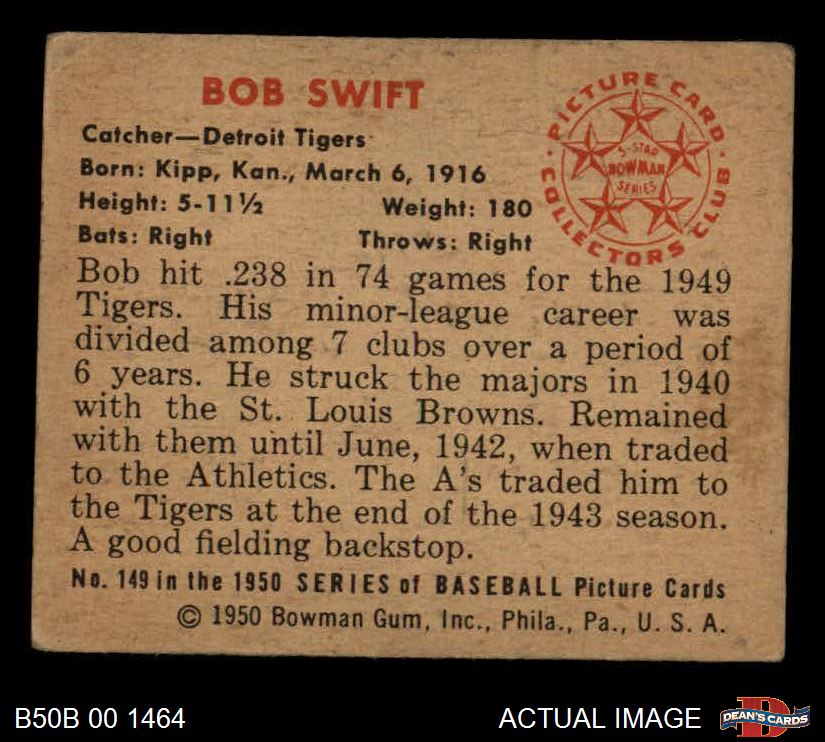 BOB SWIFT
Catcher—Detroit Tigers
Born: Kipp, Kan., March 6, 1916
Height: 5-11½ Weight: 180
Bats: Right Throws: Right
PICTURE CARD
COLLECTORS CLUB
5-STAR
BOWMAN
SERIES
Bob hit .238 in 74 games for the 1949
Tigers. His minor-league career was
divided among 7 clubs over a period of
6 years. He struck the majors in 1940
with the St. Louis Browns. Remained
with them until June, 1942, when traded
to the Athletics. The A's traded him to
the Tigers at the end of the 1943 season.
A good fielding backstop.
No. 149 in the 1950 SERIES of BASEBALL Picture Cards
© 1950 Bowman Gum, Inc., Phila., Pa., U. S. A.
B50B 00 1464
ACTUAL IMAGE
D
DEAN'S CARDS